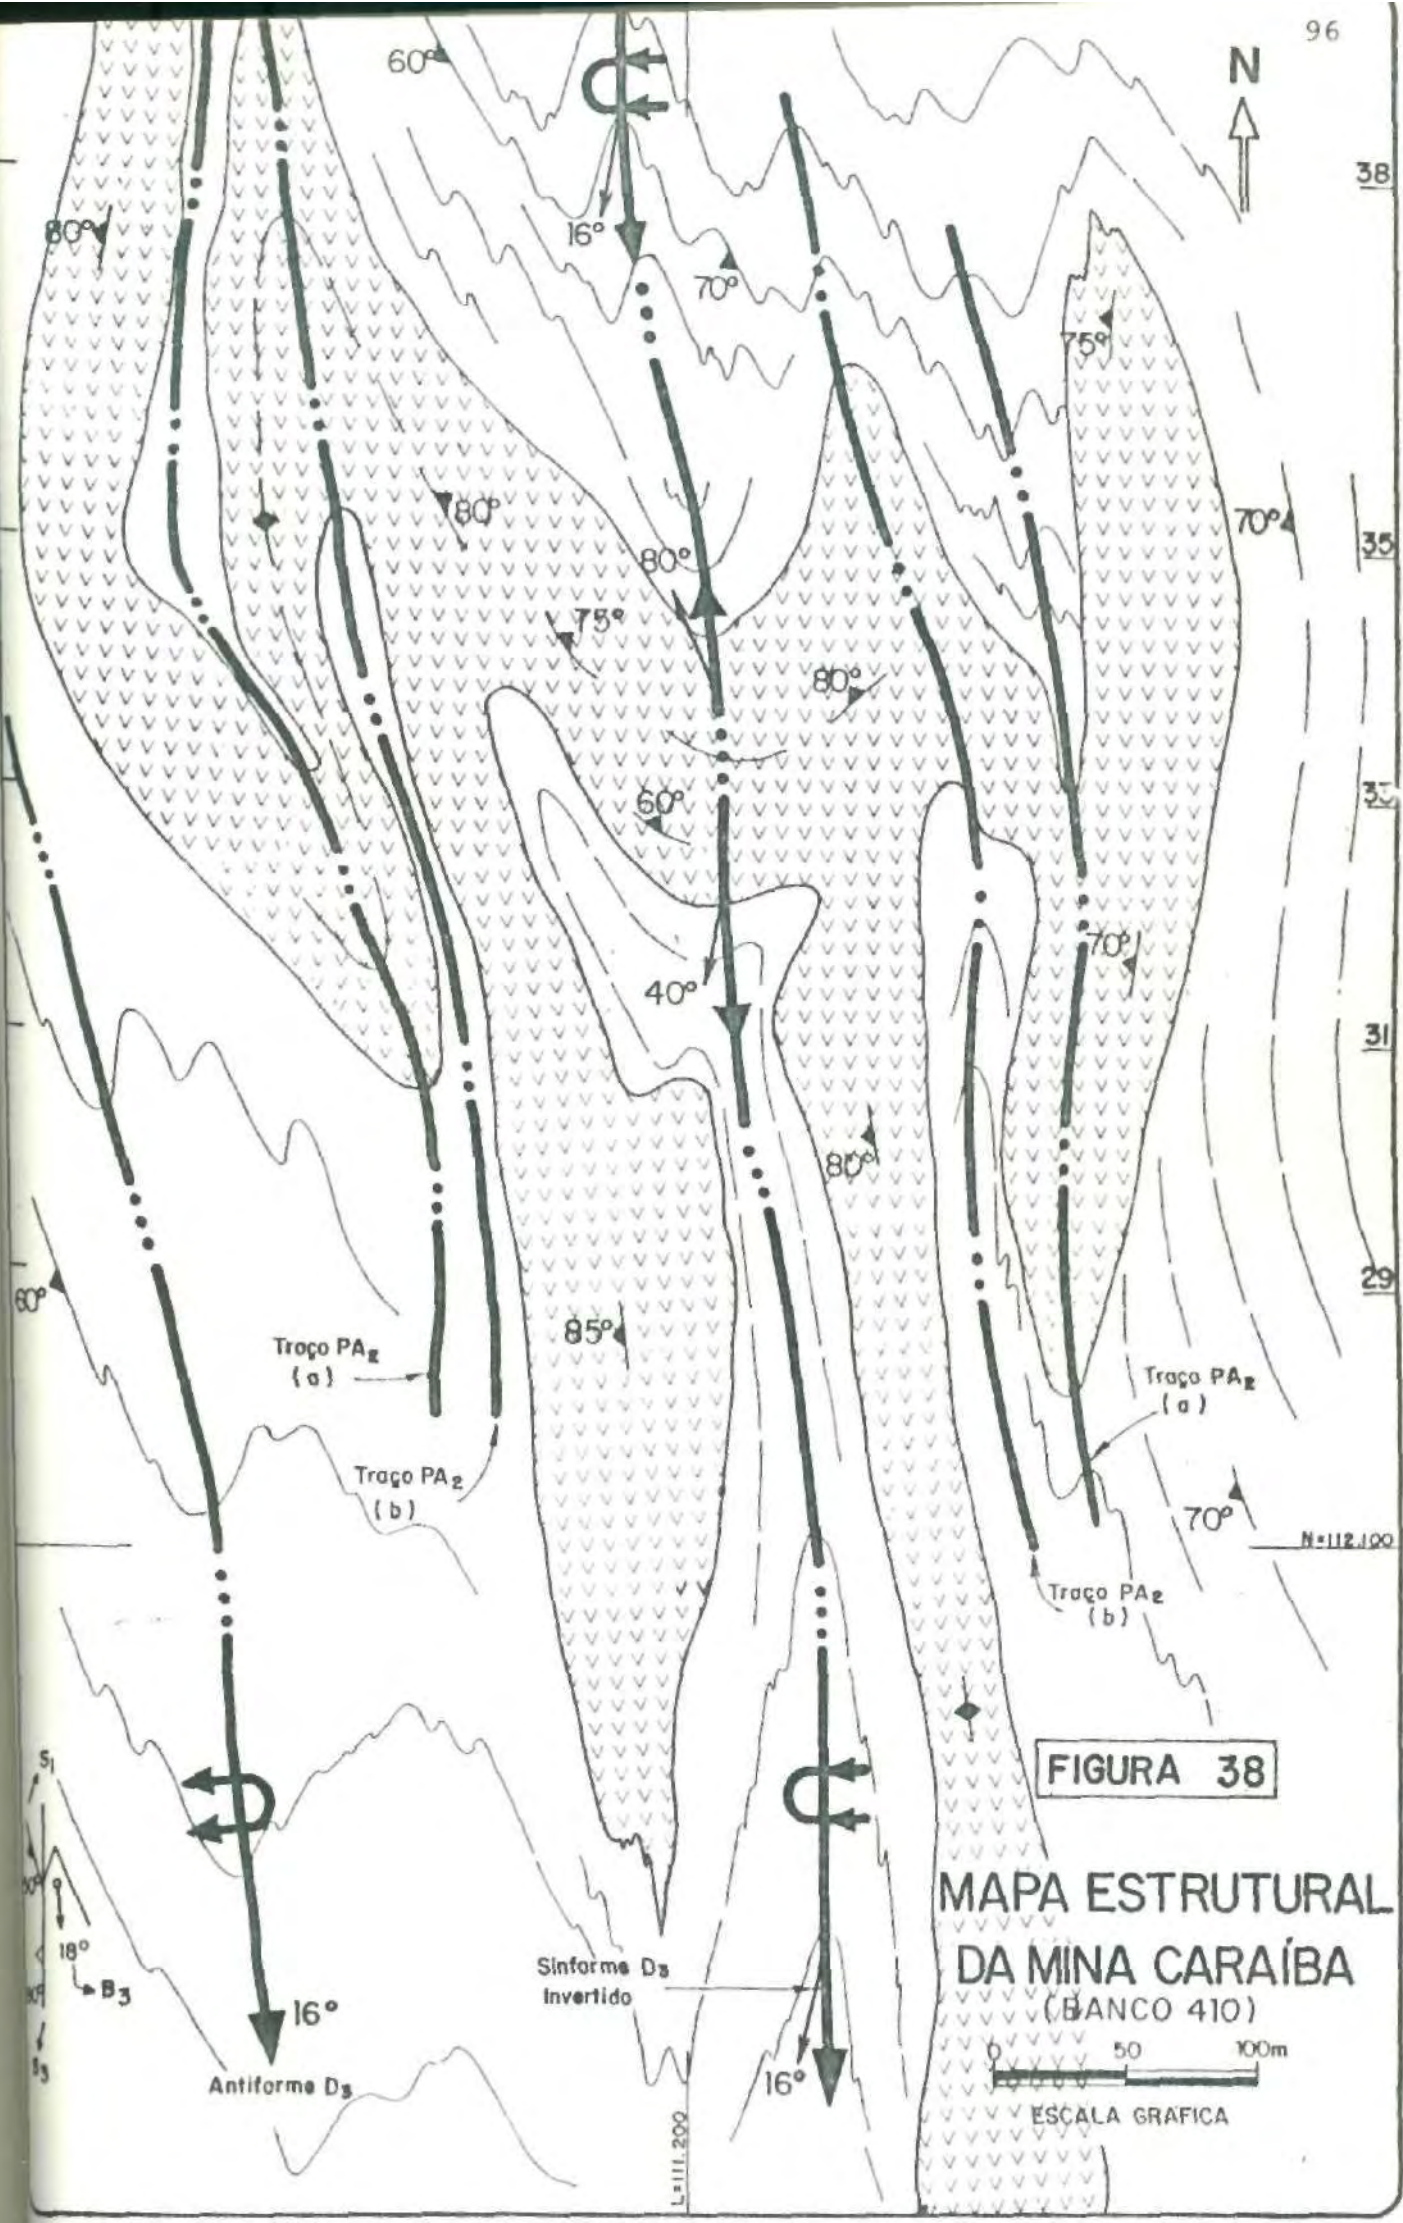 96
N
60°
38
16°
80°
70°
75°
80°
35
70°
80°
75°
80°
33
60°
70°
40°
31
80°
29
60°
85°
Traço PA₂
(a)
Traço PA₂
(a)
Traço PA₂
(b)
70°
N=112.100
Traço PA₂
(b)
FIGURA 38
S₁
MAPA ESTRUTURAL
DA MINA CARAÍBA
(BANCO 410)
18°
B₃
Sinforme D₃
Invertido
16°
0 50 100m
16°
Antiforme D₃
ESCALA GRÁFICA
L=111.200